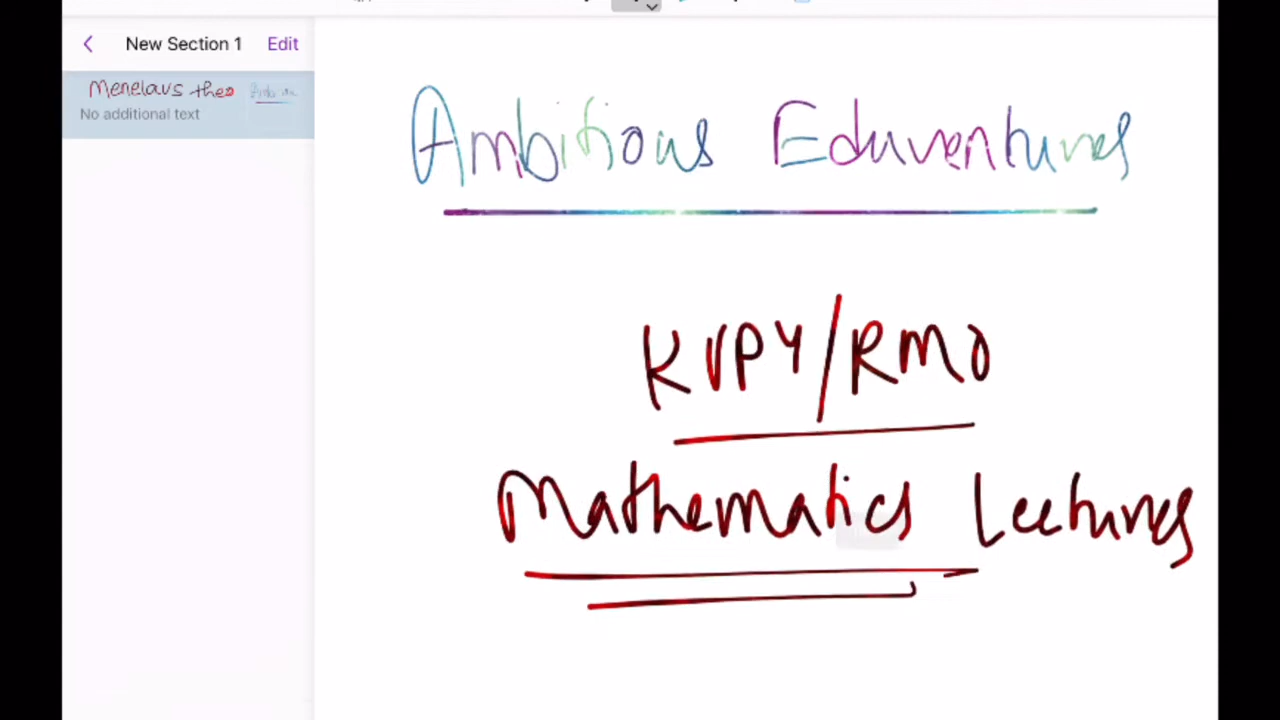 New Section 1 Edit
Menelaus theo
No additional text
Ambitious Eduventures
KVPY/RMO
Mathematics Lectures